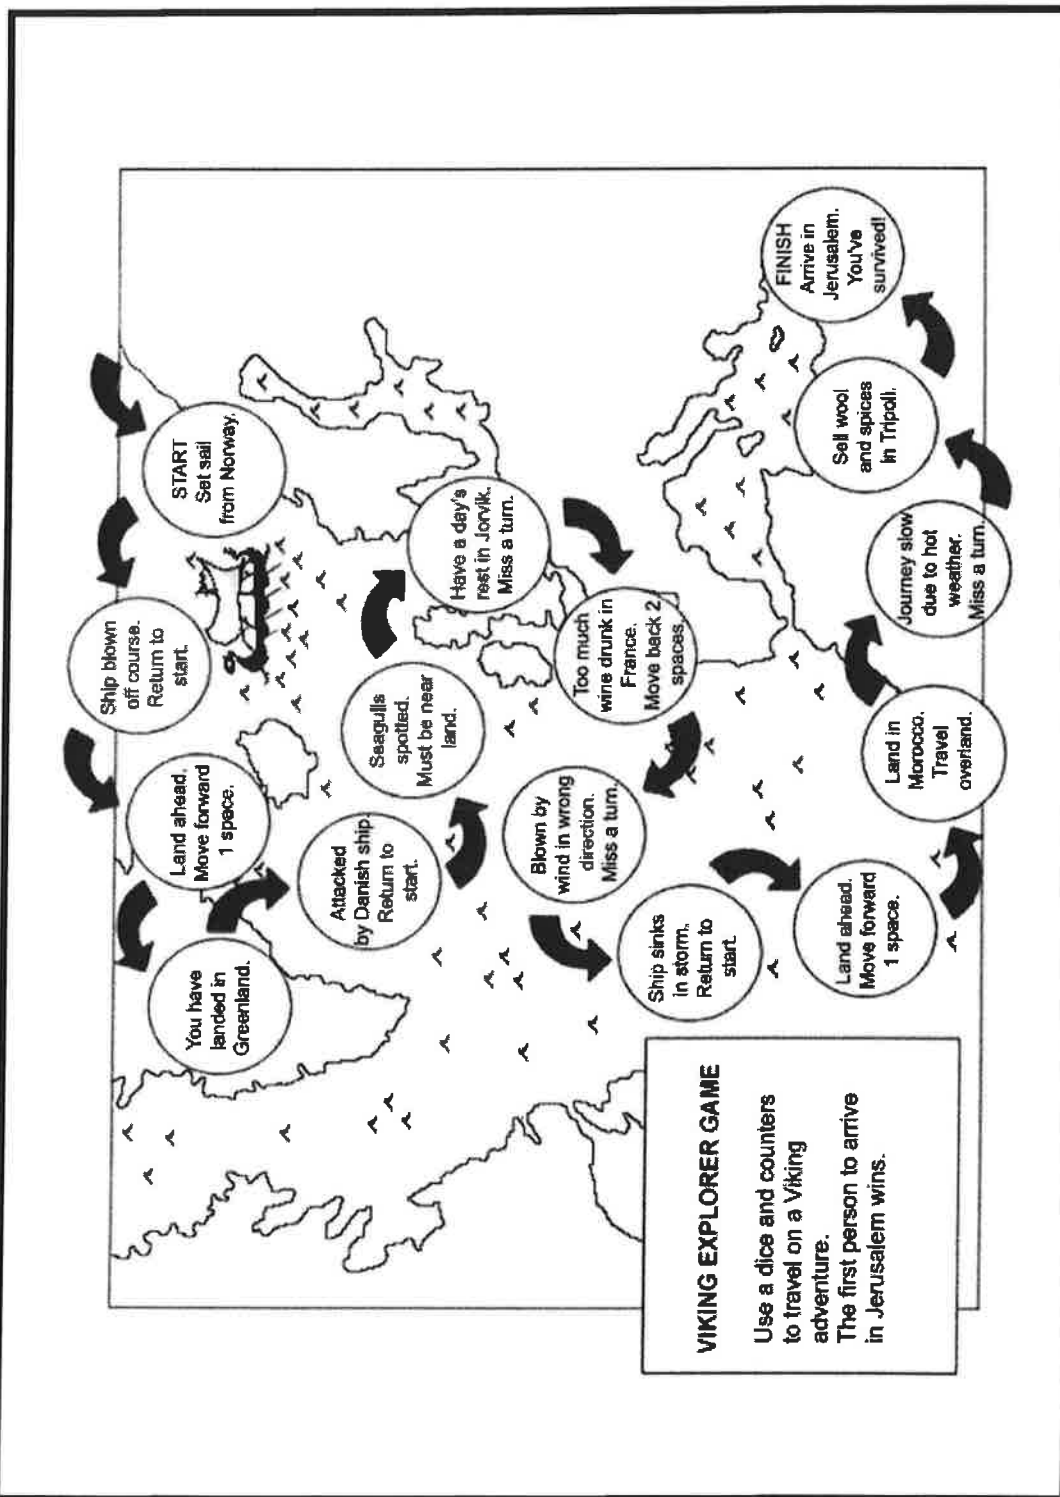 START
Set sail
from Norway.
Ship blown
off course.
Return to
start.
Land ahead.
Move forward
1 space.
You have
landed in
Greenland.
Attacked
by Danish ship.
Return to
start.
Seagulls
spotted.
Must be near
land.
Have a day's
rest in Jorvik.
Miss a turn.
Too much
wine drunk in
France.
Move back 2
spaces.
Blown by
wind in wrong
direction.
Miss a turn.
Ship sinks
in storm.
Return to
start.
Land ahead.
Move forward
1 space.
Land in
Morocco.
Travel
overland.
Journey slow
due to hot
weather.
Miss a turn.
Sell wool
and spices
in Tripoli.
FINISH
Arrive in
Jerusalem.
You've
survived!
VIKING EXPLORER GAME
Use a dice and counters
to travel on a Viking
adventure.
The first person to arrive
in Jerusalem wins.